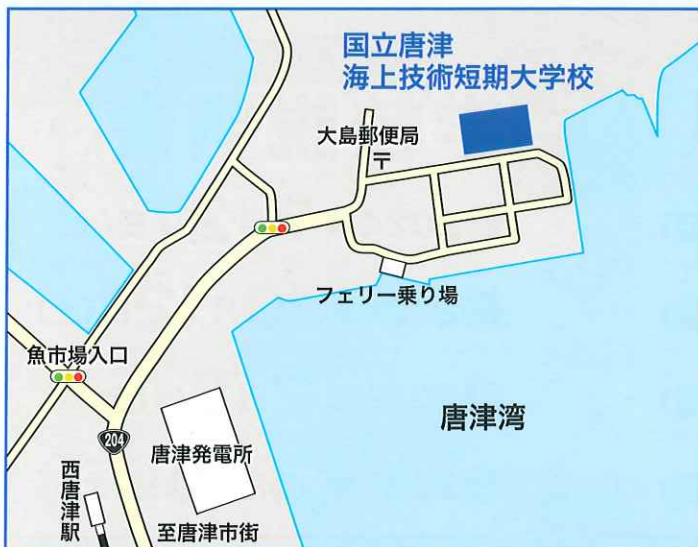 国立唐津
海上技術短期大学校
大島郵便局
〒
フェリー乗り場
魚市場入口
唐津湾
204
唐津発電所
西唐津駅
至唐津市街